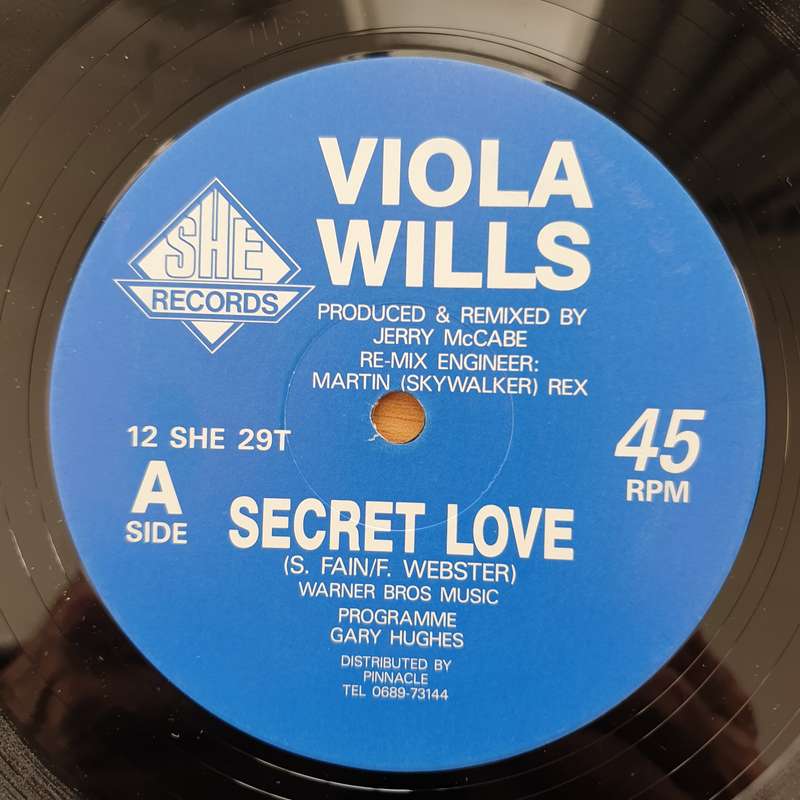 SHE
RECORDS
VIOLA
WILLS
PRODUCED & REMIXED BY
JERRY McCABE
RE-MIX ENGINEER:
MARTIN (SKYWALKER) REX
12 SHE 29T
A
SIDE
45
RPM
SECRET LOVE
(S. FAIN/F. WEBSTER)
WARNER BROS MUSIC
PROGRAMME
GARY HUGHES
DISTRIBUTED BY
PINNACLE
TEL 0689-73144